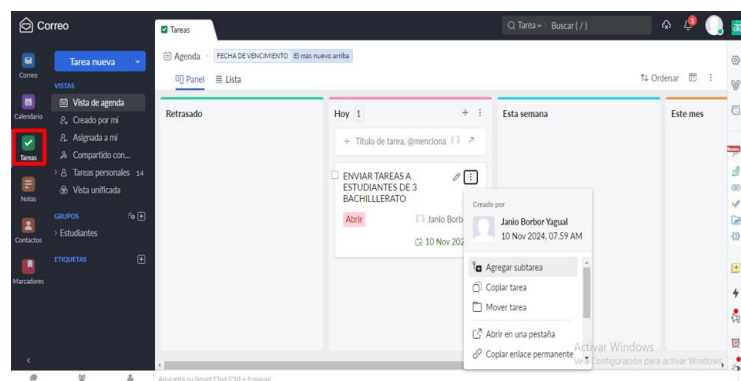 Correo
Tareas
Tarea
Buscar ( / )
Correo
Calendario
Tareas
Notas
Contactos
Marcadores
Tarea nueva
VISTAS
Vista de agenda
Creado por mí
Asignada a mí
Compartido con...
Tareas personales 14
Vista unificada
GRUPOS
Estudiantes
ETIQUETAS
Agenda
FECHA DE VENCIMIENTO El más nuevo arriba
Panel
Lista
Ordenar
Retrasado
Hoy 1
Esta semana
Este mes
Título de tarea, @menciona
ENVIAR TAREAS A
ESTUDIANTES DE 3
BACHILLLERATO
Abrir
Janio Borb
10 Nov 202
Creado por
Janio Borbor Yagual
10 Nov 2024, 07.59 AM
Agregar subtarea
Copiar tarea
Mover tarea
Abrir en una pestaña
Copiar enlace permanente
Activar Windows
Ve a Configuración para activar Windows.
Nuevo
Aquí está su Smart Chat (Ctrl + Espacio)